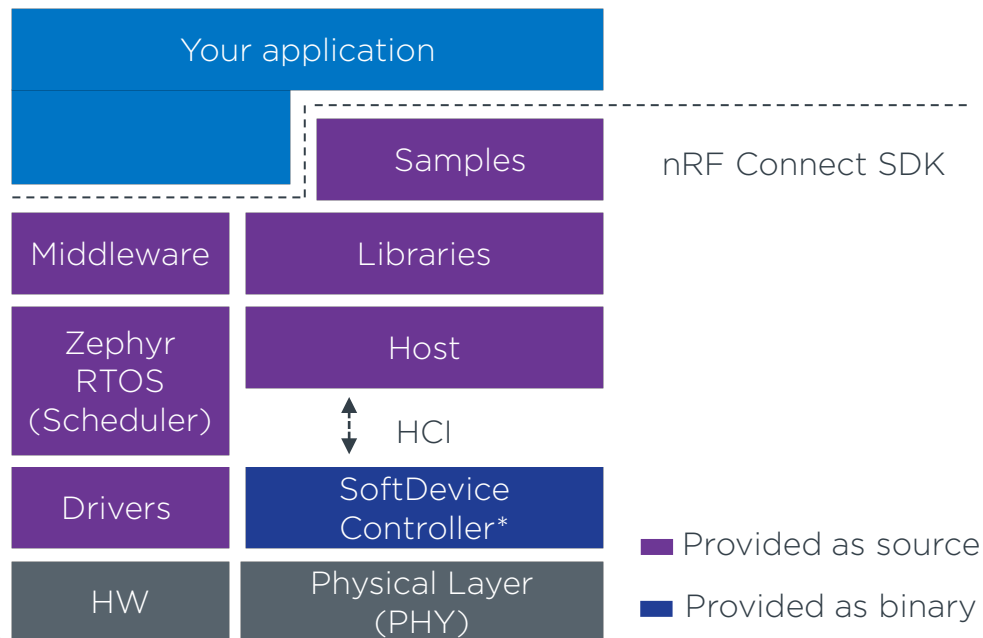 Your application
Samples
nRF Connect SDK
Middleware
Libraries
Zephyr
RTOS
(Scheduler)
Host
HCI
Drivers
SoftDevice
Controller*
HW
Physical Layer
(PHY)
Provided as source
Provided as binary